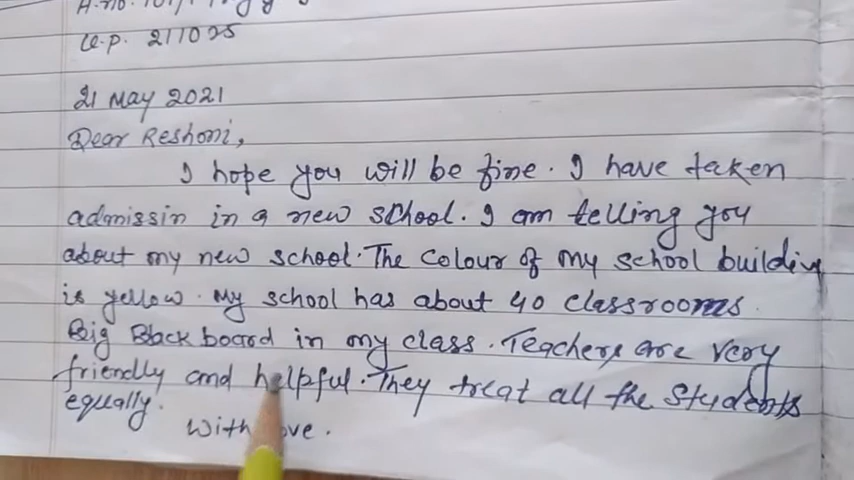 U.P. 211025
21 May 2021
Dear Reshoni,
I hope you will be fine. I have taken
admissin in a new school. I am telling you
about my new school. The colour of my school building
is yellow. My school has about 40 classrooms.
Big Black board in my class. Teachers are very
friendly and helpful. They treat all the students
equally.
With